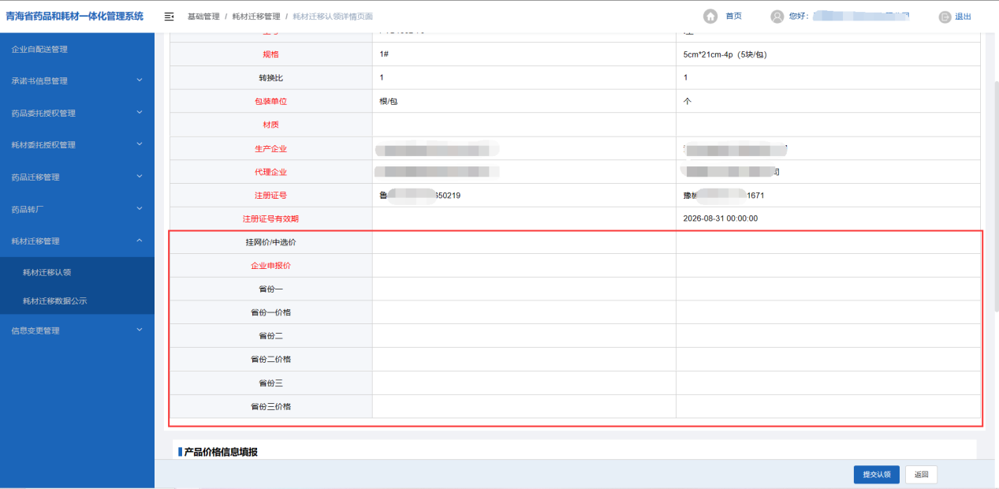 青海省药品和耗材一体化管理系统
基础管理 / 耗材迁移管理 / 耗材迁移认领详情页面
首页
您好：
退出
企业自配送管理
承诺书信息管理
药品委托授权管理
耗材委托授权管理
药品迁移管理
药品转厂
耗材迁移管理
耗材迁移认领
耗材迁移数据公示
信息变更管理
规格 1# 5cm*21cm-4p（5块/包）
转换比 1 1
包装单位 根/包 个
材质
生产企业
代理企业 司
注册证号 鲁 650219 豫械 1671
注册证号有效期 2026-08-31 00:00:00
挂网价/中选价
企业申报价
省份一
省份一价格
省份二
省份二价格
省份三
省份三价格
产品价格信息填报
提交认领
返回